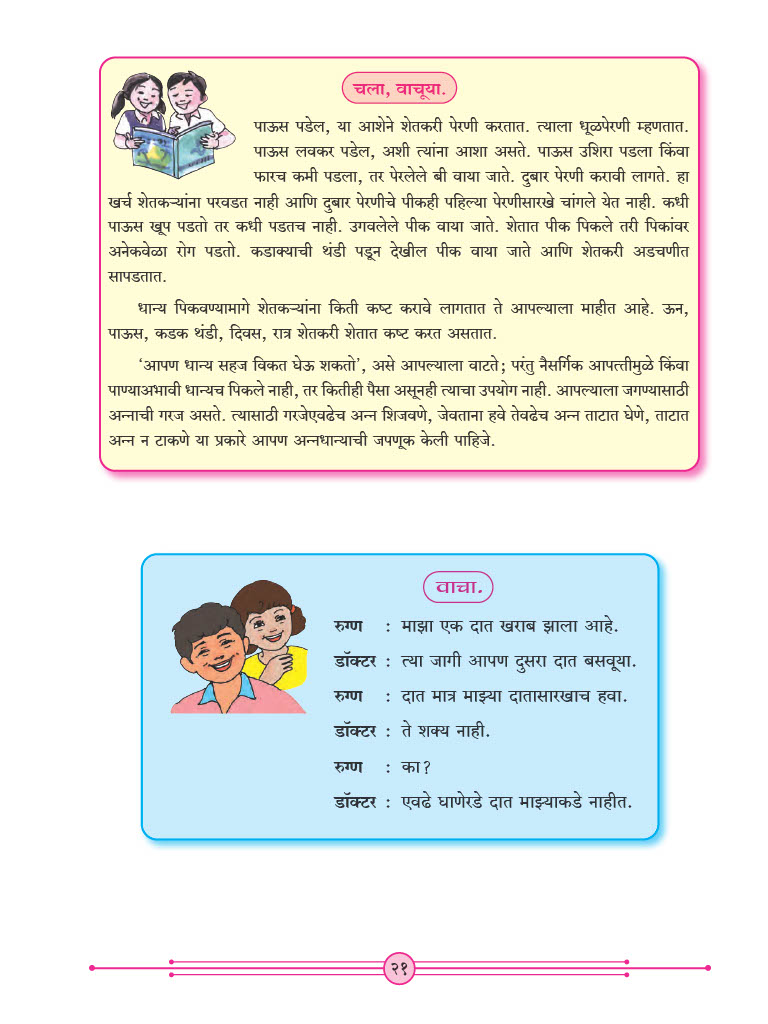 चला, वाचूया.
पाऊस पडेल, या आशेने शेतकरी पेरणी करतात. त्याला धूळपेरणी म्हणतात.
पाऊस लवकर पडेल, अशी त्यांना आशा असते. पाऊस उशिरा पडला किंवा
फारच कमी पडला, तर पेरलेले बी वाया जाते. दुबार पेरणी करावी लागते. हा
खर्च शेतकऱ्यांना परवडत नाही आणि दुबार पेरणीचे पीकही पहिल्या पेरणीसारखे चांगले येत नाही. कधी
पाऊस खूप पडतो तर कधी पडतच नाही. उगवलेले पीक वाया जाते. शेतात पीक पिकले तरी पिकांवर
अनेकवेळा रोग पडतो. कडाक्याची थंडी पडून देखील पीक वाया जाते आणि शेतकरी अडचणीत
सापडतात.
धान्य पिकवण्यामागे शेतकऱ्यांना किती कष्ट करावे लागतात ते आपल्याला माहीत आहे. ऊन,
पाऊस, कडक थंडी, दिवस, रात्र शेतकरी शेतात कष्ट करत असतात.
‘आपण धान्य सहज विकत घेऊ शकतो’, असे आपल्याला वाटते; परंतु नैसर्गिक आपत्तीमुळे किंवा
पाण्याअभावी धान्यच पिकले नाही, तर कितीही पैसा असूनही त्याचा उपयोग नाही. आपल्याला जगण्यासाठी
अन्नाची गरज असते. त्यासाठी गरजेएवढेच अन्न शिजवणे, जेवताना हवे तेवढेच अन्न ताटात घेणे, ताटात
अन्न न टाकणे या प्रकारे आपण अन्नधान्याची जपणूक केली पाहिजे.
वाचा.
रुग्ण : माझा एक दात खराब झाला आहे.
डॉक्टर : त्या जागी आपण दुसरा दात बसवूया.
रुग्ण : दात मात्र माझ्या दातासारखाच हवा.
डॉक्टर : ते शक्य नाही.
रुग्ण : का?
डॉक्टर : एवढे घाणेरडे दात माझ्याकडे नाहीत.
२१